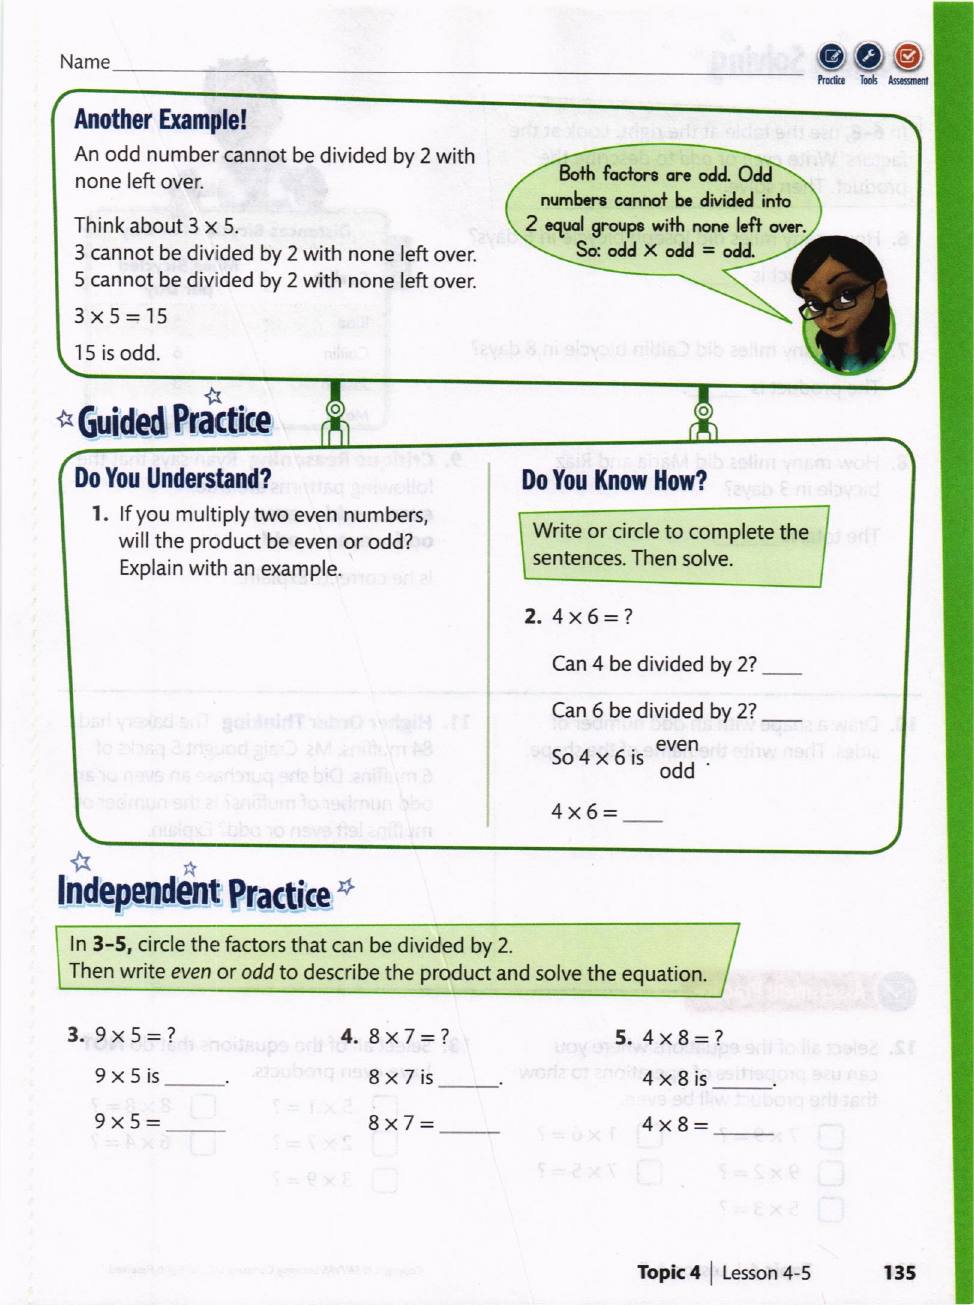 Name
Practice Tools Assessment
Another Example!
An odd number cannot be divided by 2 with
none left over.
Think about 3 × 5.
3 cannot be divided by 2 with none left over.
5 cannot be divided by 2 with none left over.
3 × 5 = 15
15 is odd.
Both factors are odd. Odd
numbers cannot be divided into
2 equal groups with none left over.
So: odd × odd = odd.
Guided Practice
Do You Understand?
1. If you multiply two even numbers,
will the product be even or odd?
Explain with an example.
Do You Know How?
Write or circle to complete the
sentences. Then solve.
2. 4 × 6 = ?
Can 4 be divided by 2? ____
Can 6 be divided by 2? ____
even
So 4 × 6 is
odd .
4 × 6 = ____
Independent Practice
In 3–5, circle the factors that can be divided by 2.
Then write even or odd to describe the product and solve the equation.
3. 9 × 5 = ?
9 × 5 is ______.
9 × 5 = ______
4. 8 × 7 = ?
8 × 7 is ______.
8 × 7 = ______
5. 4 × 8 = ?
4 × 8 is ______.
4 × 8 = ______
Topic 4 | Lesson 4-5 135